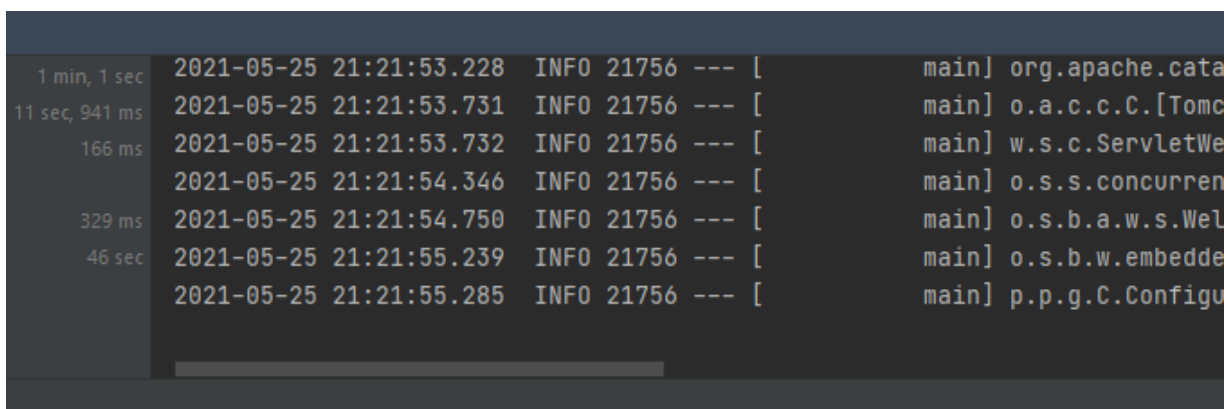 1 min, 1 sec
11 sec, 941 ms
166 ms
329 ms
46 sec
2021-05-25 21:21:53.228  INFO 21756 --- [           main] org.apache.cata
2021-05-25 21:21:53.731  INFO 21756 --- [           main] o.a.c.c.C.[Tomc
2021-05-25 21:21:53.732  INFO 21756 --- [           main] w.s.c.ServletWe
2021-05-25 21:21:54.346  INFO 21756 --- [           main] o.s.s.concurren
2021-05-25 21:21:54.750  INFO 21756 --- [           main] o.s.b.a.w.s.Wel
2021-05-25 21:21:55.239  INFO 21756 --- [           main] o.s.b.w.embedde
2021-05-25 21:21:55.285  INFO 21756 --- [           main] p.p.g.C.Configu